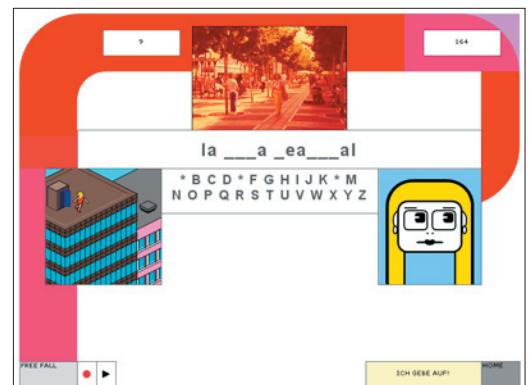 9
164
la ___a _ea___al
* B C D * F G H I J K * M
N O P Q R S T U V W X Y Z
FREE FALL
ICH GEBE AUF!
HOME